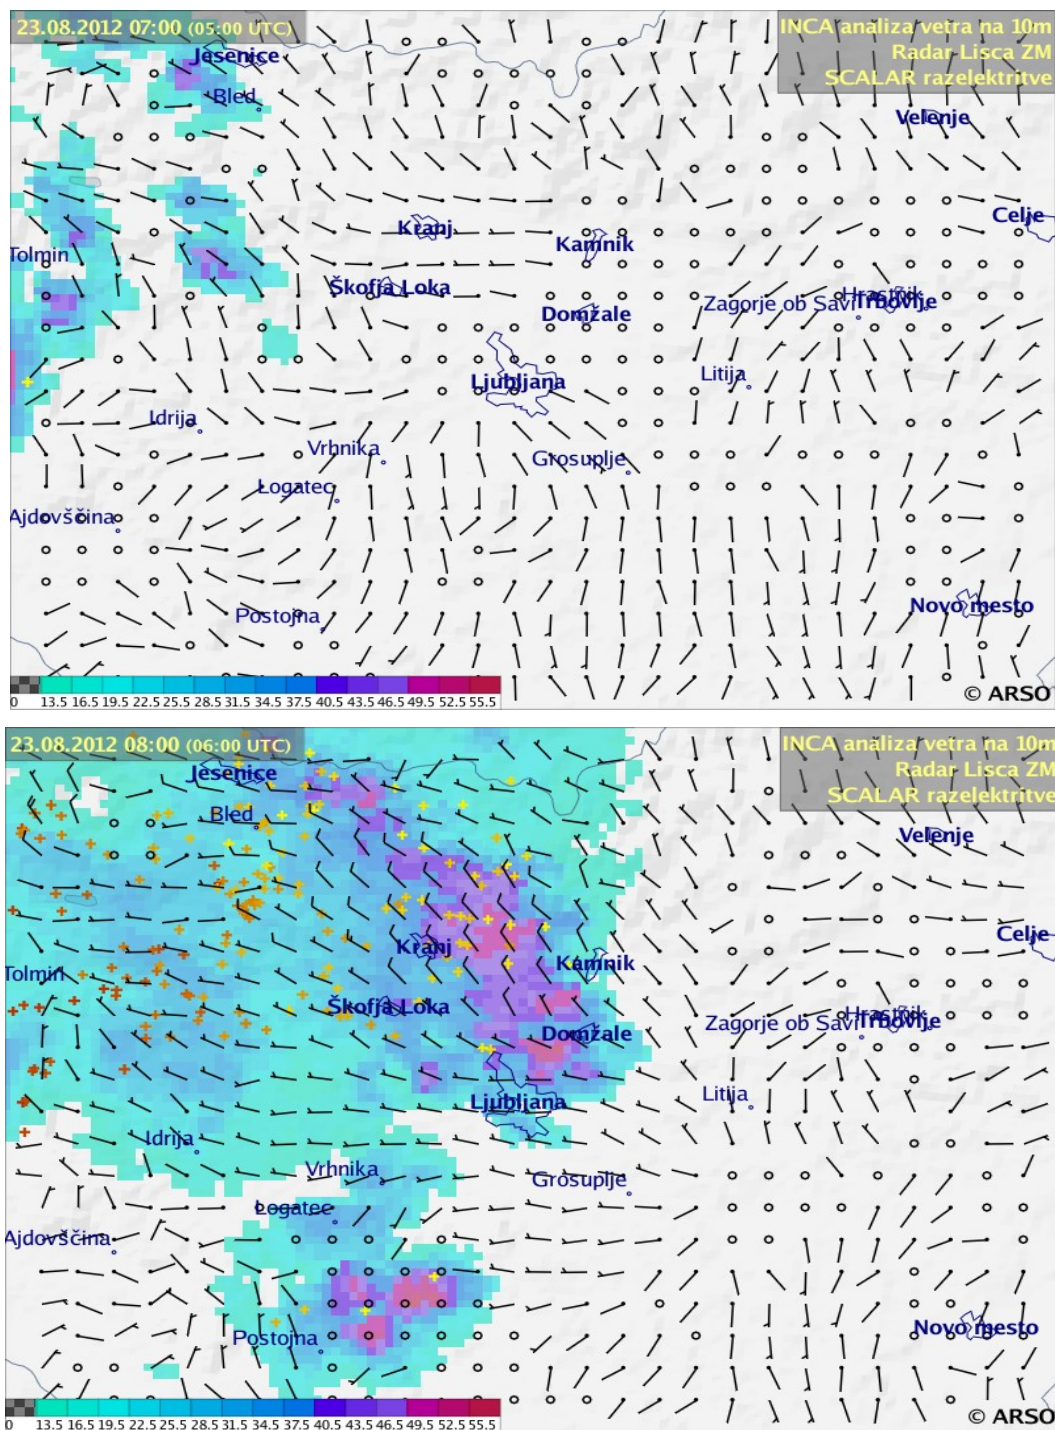 23.08.2012 07:00 (05:00 UTC)
INCA analiza vetra na 10m
Radar Lisca ZM
SCALAR razelektritve
Jesenice
Bled
Velenje
Celje
Kranj
Kamnik
Tolmin
Škofja Loka
Zagorje ob Savi
Hrastnik
Trbovlje
Domžale
Ljubljana
Litija
Idrija
Vrhnika
Grosuplje
Logatec
Ajdovščina
Novo mesto
Postojna
0 13.5 16.5 19.5 22.5 25.5 28.5 31.5 34.5 37.5 40.5 43.5 46.5 49.5 52.5 55.5
© ARSO
23.08.2012 08:00 (06:00 UTC)
INCA analiza vetra na 10m
Radar Lisca ZM
SCALAR razelektritve
Jesenice
Bled
Velenje
Celje
Kranj
Kamnik
Tolmin
Škofja Loka
Zagorje ob Savi
Hrastnik
Trbovlje
Domžale
Ljubljana
Litija
Idrija
Vrhnika
Grosuplje
Logatec
Ajdovščina
Novo mesto
Postojna
0 13.5 16.5 19.5 22.5 25.5 28.5 31.5 34.5 37.5 40.5 43.5 46.5 49.5 52.5 55.5
© ARSO